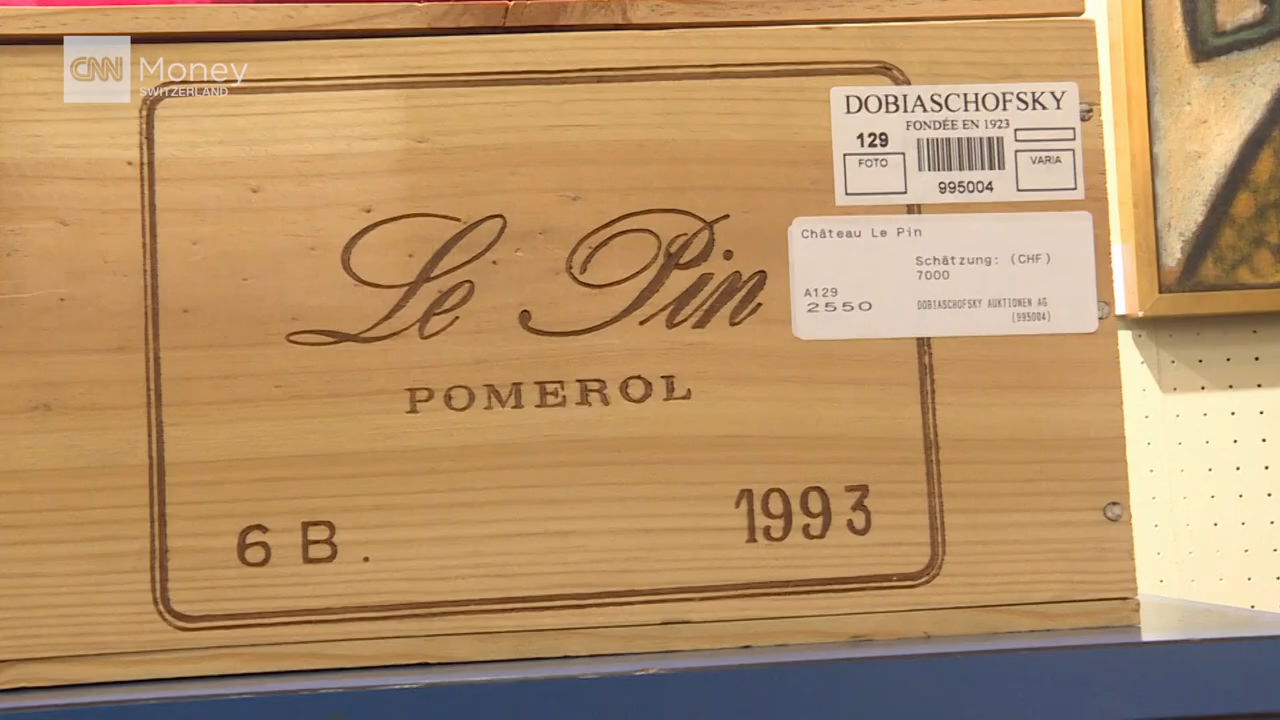 CNN Money
SWITZERLAND
DOBIASCHOFSKY
FONDÉE EN 1923
129
FOTO
VARIA
995004
Château Le Pin
Schätzung: (CHF)
7000
A129
2550
DOBIASCHOFSKY AUKTIONEN AG
(995004)
Le Pin
POMEROL
6 B.
1993